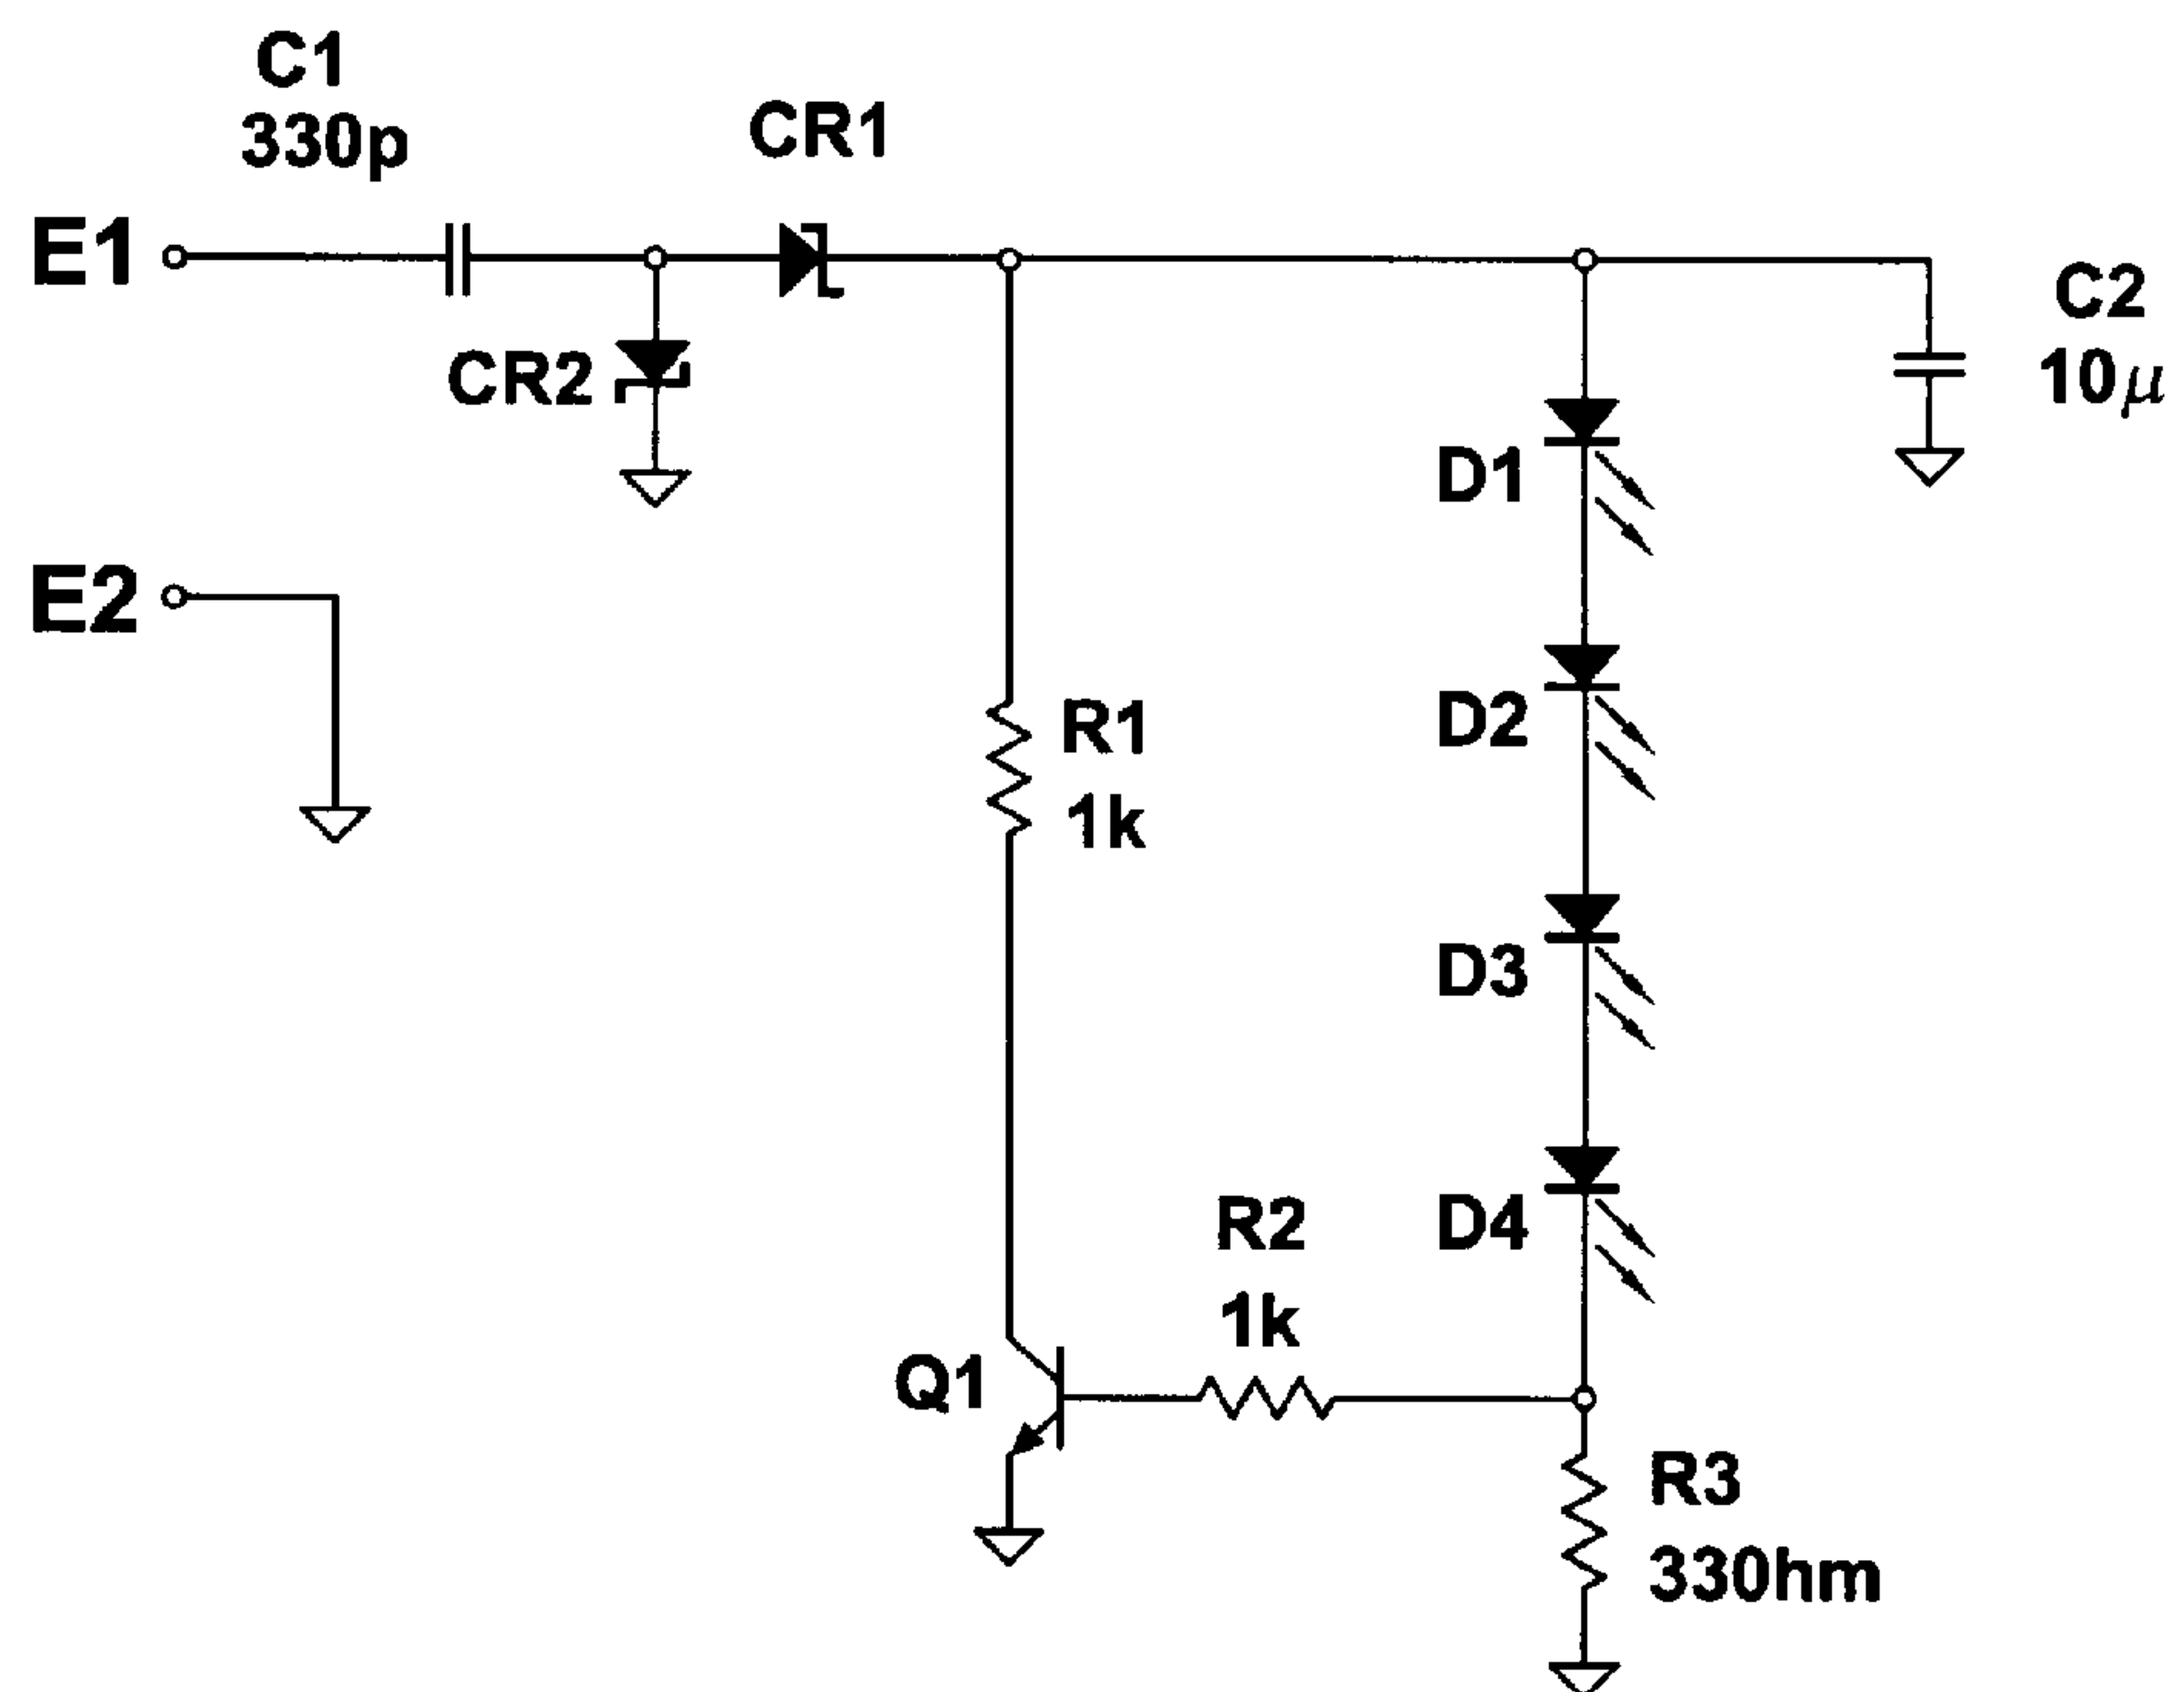 C1
330p
CR1
E1
CR2
C2
10μ
D1
E2
D2
R1
1k
D3
D4
R2
1k
Q1
R3
330hm